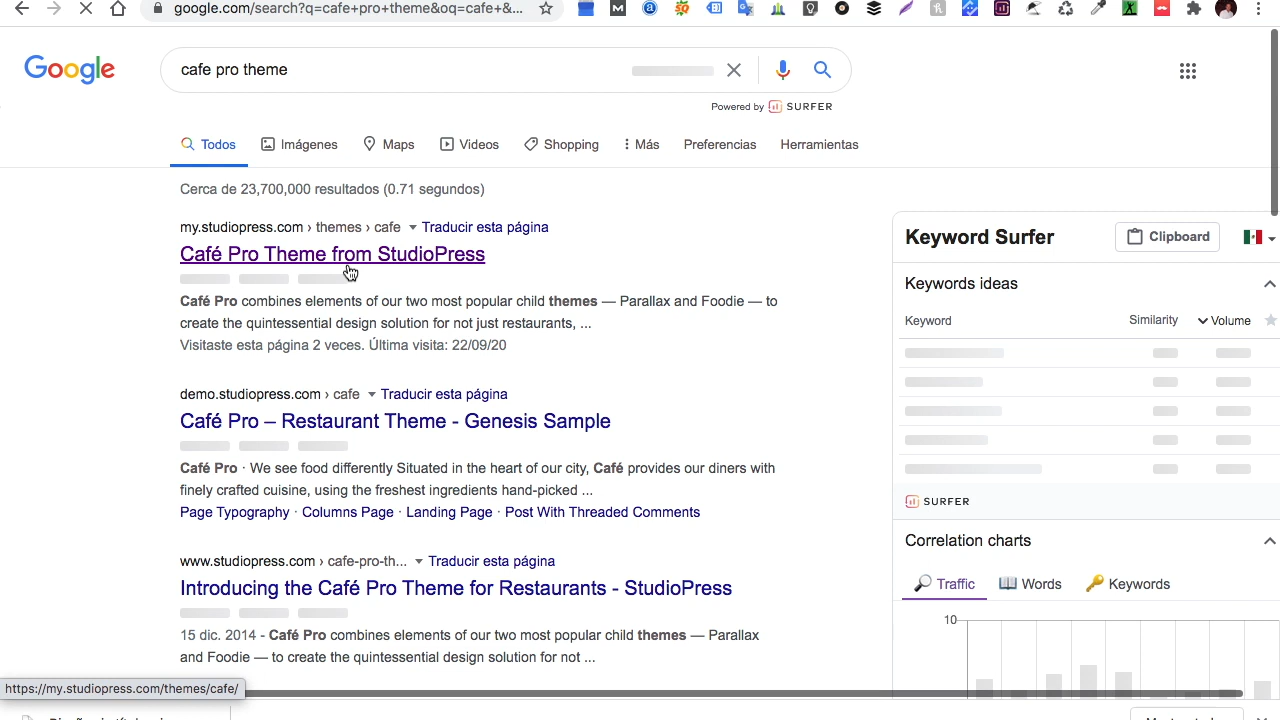 google.com/search?q=cafe+pro+theme&oq=cafe+&...
Google
cafe pro theme
Powered by SURFER
Todos Imágenes Maps Videos Shopping Más Preferencias Herramientas
Cerca de 23,700,000 resultados (0.71 segundos)
my.studiopress.com › themes › cafe Traducir esta página
Café Pro Theme from StudioPress
Café Pro combines elements of our two most popular child themes — Parallax and Foodie — to
create the quintessential design solution for not just restaurants, ...
Visitaste esta página 2 veces. Última visita: 22/09/20
demo.studiopress.com › cafe Traducir esta página
Café Pro – Restaurant Theme - Genesis Sample
Café Pro · We see food differently Situated in the heart of our city, Café provides our diners with
finely crafted cuisine, using the freshest ingredients hand-picked ...
Page Typography · Columns Page · Landing Page · Post With Threaded Comments
www.studiopress.com › cafe-pro-th... Traducir esta página
Introducing the Café Pro Theme for Restaurants - StudioPress
15 dic. 2014 - Café Pro combines elements of our two most popular child themes — Parallax
and Foodie — to create the quintessential design solution for not ...
https://my.studiopress.com/themes/cafe/
Keyword Surfer
Clipboard
Keywords ideas
Keyword Similarity Volume
SURFER
Correlation charts
Traffic Words Keywords
10